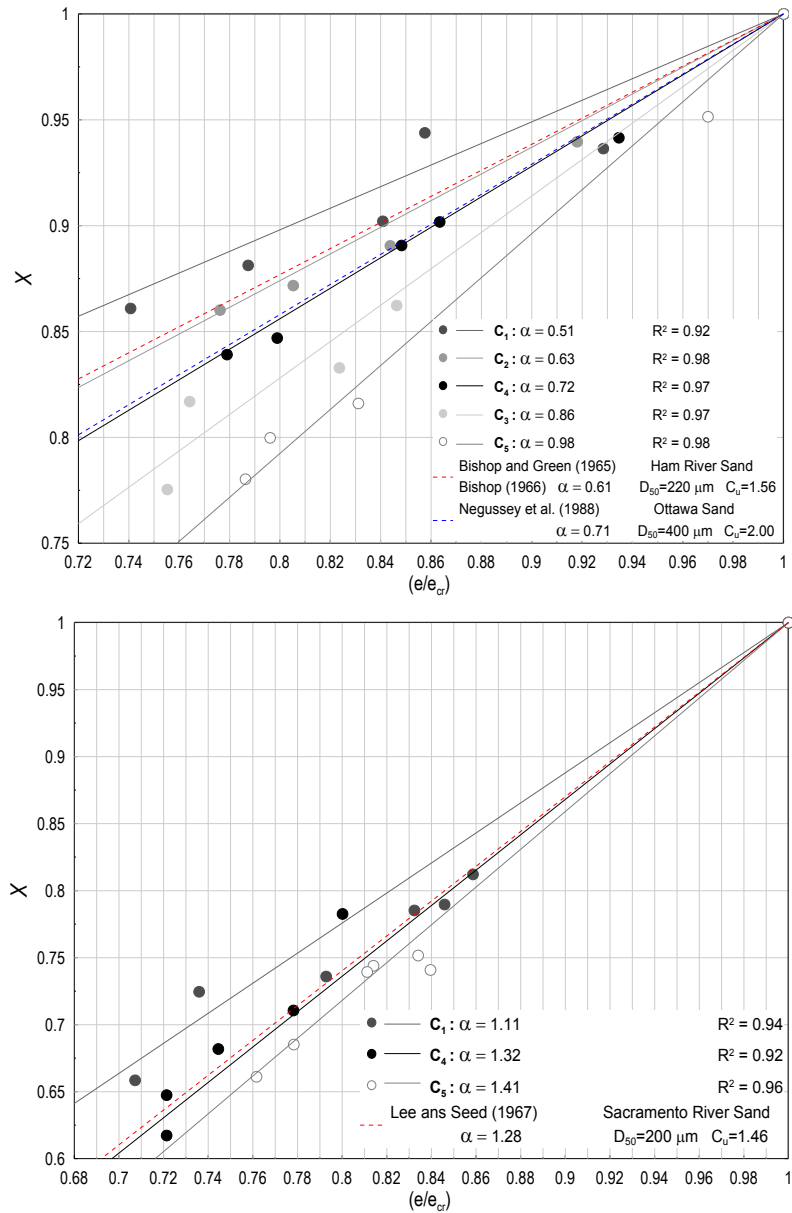 1
0.95
0.9
0.85
0.8
0.75
χ
0.72 0.74 0.76 0.78 0.8 0.82 0.84 0.86 0.88 0.9 0.92 0.94 0.96 0.98 1
(e/e_cr)
C₁ : α = 0.51 R² = 0.92
C₂ : α = 0.63 R² = 0.98
C₄ : α = 0.72 R² = 0.97
C₃ : α = 0.86 R² = 0.97
C₅ : α = 0.98 R² = 0.98
Bishop and Green (1965) Ham River Sand
Bishop (1966) α = 0.61 D₅₀=220 μm Cᵤ=1.56
Negussey et al. (1988) Ottawa Sand
α = 0.71 D₅₀=400 μm Cᵤ=2.00
1
0.95
0.9
0.85
0.8
0.75
0.7
0.65
0.6
χ
0.68 0.7 0.72 0.74 0.76 0.78 0.8 0.82 0.84 0.86 0.88 0.9 0.92 0.94 0.96 0.98 1
(e/e_cr)
C₁ : α = 1.11 R² = 0.94
C₄ : α = 1.32 R² = 0.92
C₅ : α = 1.41 R² = 0.96
Lee ans Seed (1967) Sacramento River Sand
α = 1.28 D₅₀=200 μm Cᵤ=1.46